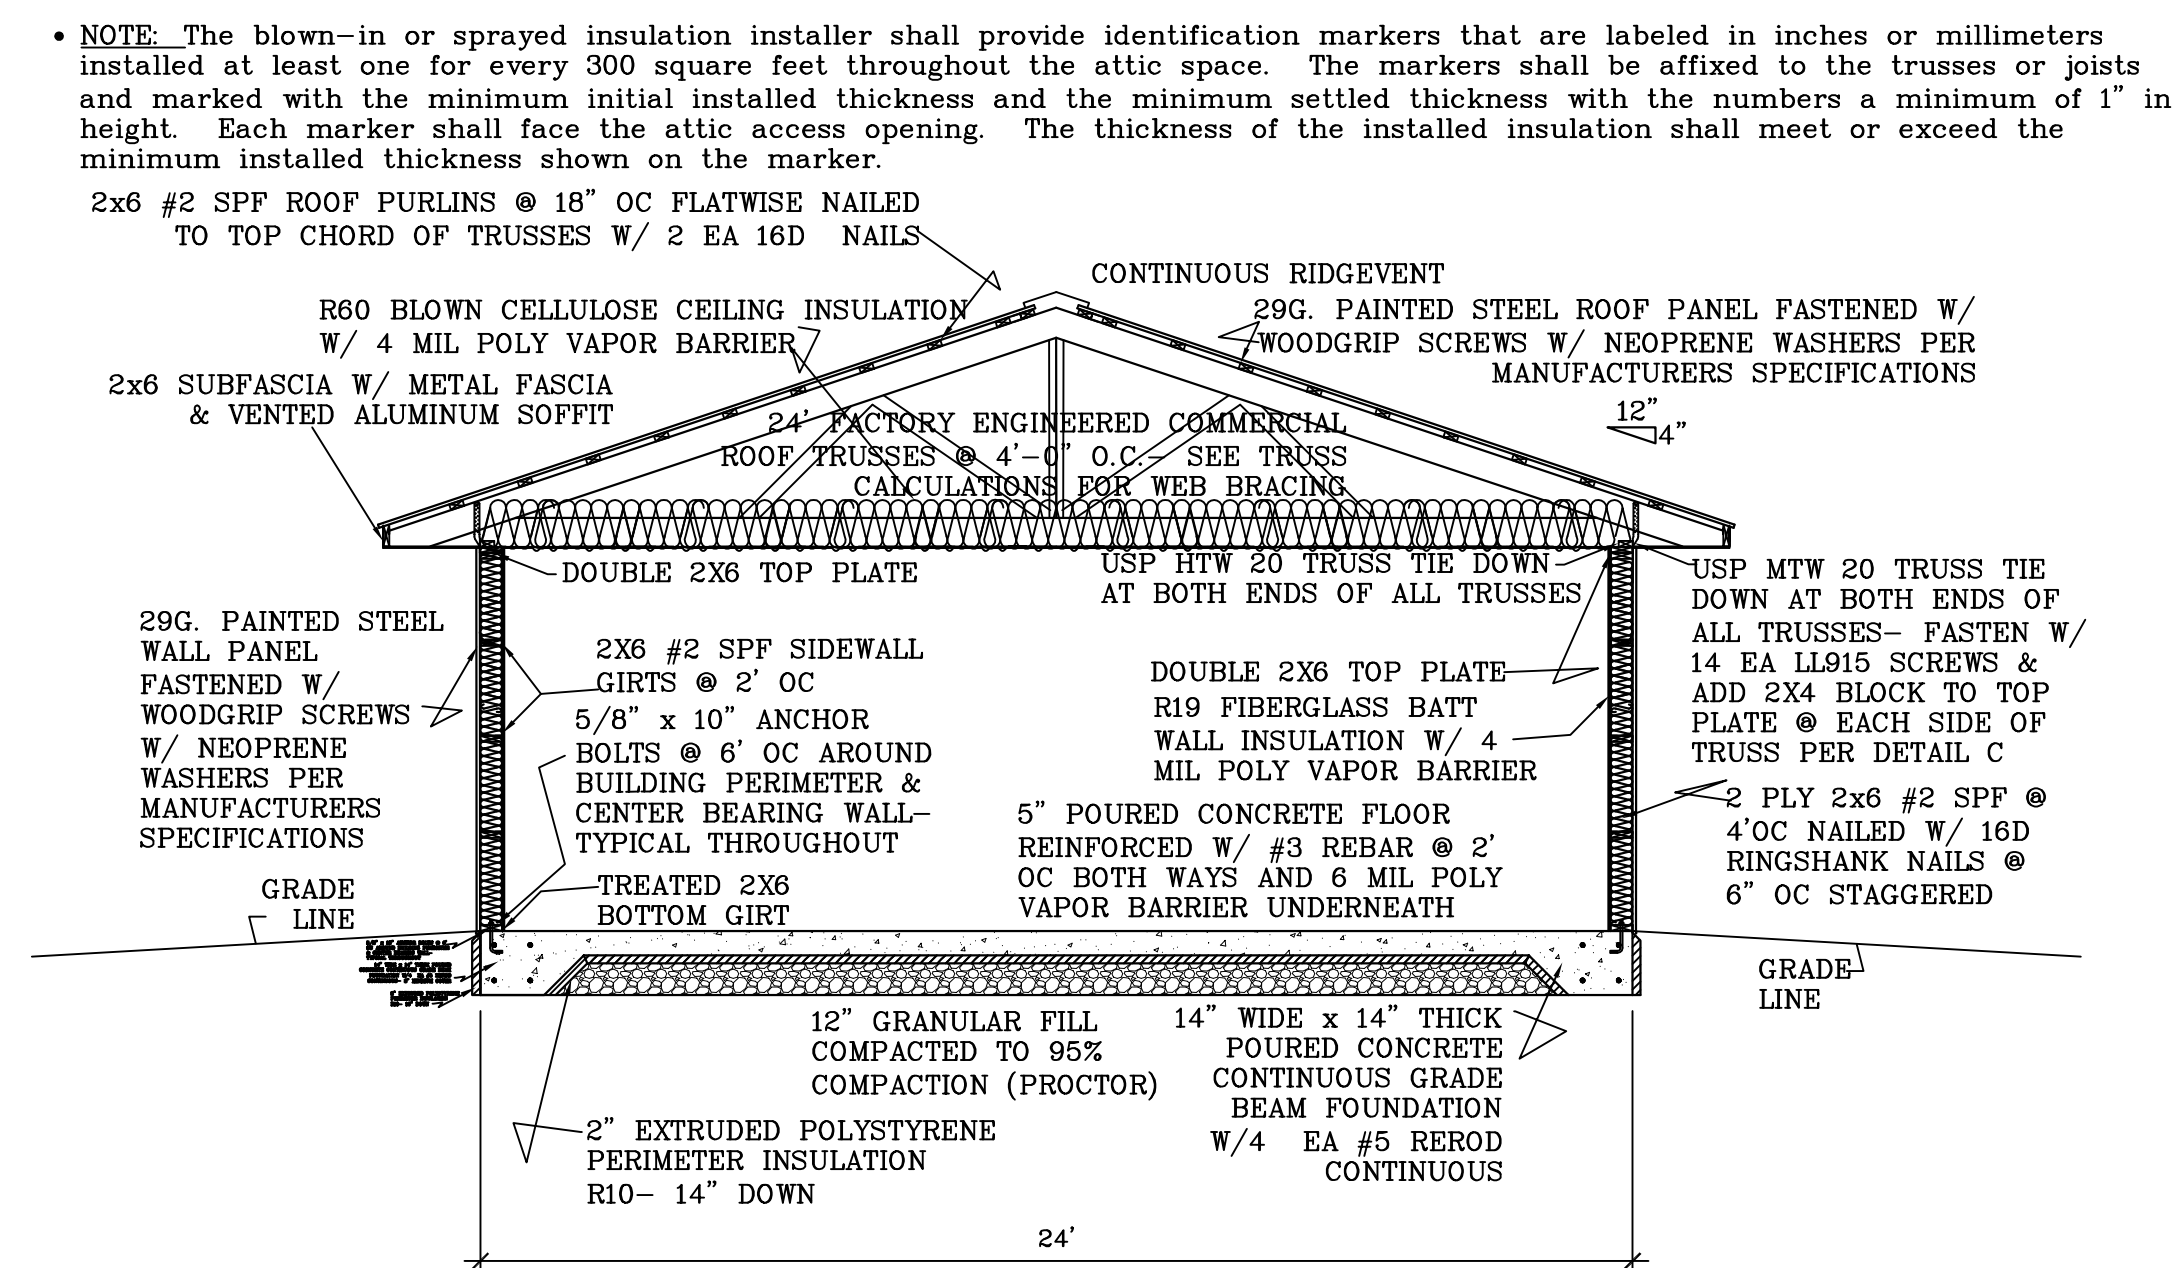 • NOTE: The blown-in or sprayed insulation installer shall provide identification markers that are labeled in inches or millimeters
installed at least one for every 300 square feet throughout the attic space. The markers shall be affixed to the trusses or joists
and marked with the minimum initial installed thickness and the minimum settled thickness with the numbers a minimum of 1" in
height. Each marker shall face the attic access opening. The thickness of the installed insulation shall meet or exceed the
minimum installed thickness shown on the marker.
2x6 #2 SPF ROOF PURLINS @ 18" OC FLATWISE NAILED
TO TOP CHORD OF TRUSSES W/ 2 EA 16D NAILS
CONTINUOUS RIDGEVENT
R60 BLOWN CELLULOSE CEILING INSULATION
W/ 4 MIL POLY VAPOR BARRIER
29G. PAINTED STEEL ROOF PANEL FASTENED W/
WOODGRIP SCREWS W/ NEOPRENE WASHERS PER
MANUFACTURERS SPECIFICATIONS
2x6 SUBFASCIA W/ METAL FASCIA
& VENTED ALUMINUM SOFFIT
12"
4"
24' FACTORY ENGINEERED COMMERCIAL
ROOF TRUSSES @ 4'-0" O.C.- SEE TRUSS
CALCULATIONS FOR WEB BRACING
DOUBLE 2X6 TOP PLATE
USP HTW 20 TRUSS TIE DOWN
AT BOTH ENDS OF ALL TRUSSES
USP MTW 20 TRUSS TIE
DOWN AT BOTH ENDS OF
ALL TRUSSES- FASTEN W/
14 EA LL915 SCREWS &
ADD 2X4 BLOCK TO TOP
PLATE @ EACH SIDE OF
TRUSS PER DETAIL C
29G. PAINTED STEEL
WALL PANEL
FASTENED W/
WOODGRIP SCREWS
W/ NEOPRENE
WASHERS PER
MANUFACTURERS
SPECIFICATIONS
2X6 #2 SPF SIDEWALL
GIRTS @ 2' OC
DOUBLE 2X6 TOP PLATE
R19 FIBERGLASS BATT
WALL INSULATION W/ 4
MIL POLY VAPOR BARRIER
5/8" x 10" ANCHOR
BOLTS @ 6' OC AROUND
BUILDING PERIMETER &
CENTER BEARING WALL-
TYPICAL THROUGHOUT
2 PLY 2x6 #2 SPF @
4'OC NAILED W/ 16D
RINGSHANK NAILS @
6" OC STAGGERED
5" POURED CONCRETE FLOOR
REINFORCED W/ #3 REBAR @ 2'
OC BOTH WAYS AND 6 MIL POLY
VAPOR BARRIER UNDERNEATH
TREATED 2X6
BOTTOM GIRT
GRADE
LINE
GRADE
LINE
12" GRANULAR FILL
COMPACTED TO 95%
COMPACTION (PROCTOR)
14" WIDE x 14" THICK
POURED CONCRETE
CONTINUOUS GRADE
BEAM FOUNDATION
W/4 EA #5 REROD
CONTINUOUS
2" EXTRUDED POLYSTYRENE
PERIMETER INSULATION
R10- 14" DOWN
24'